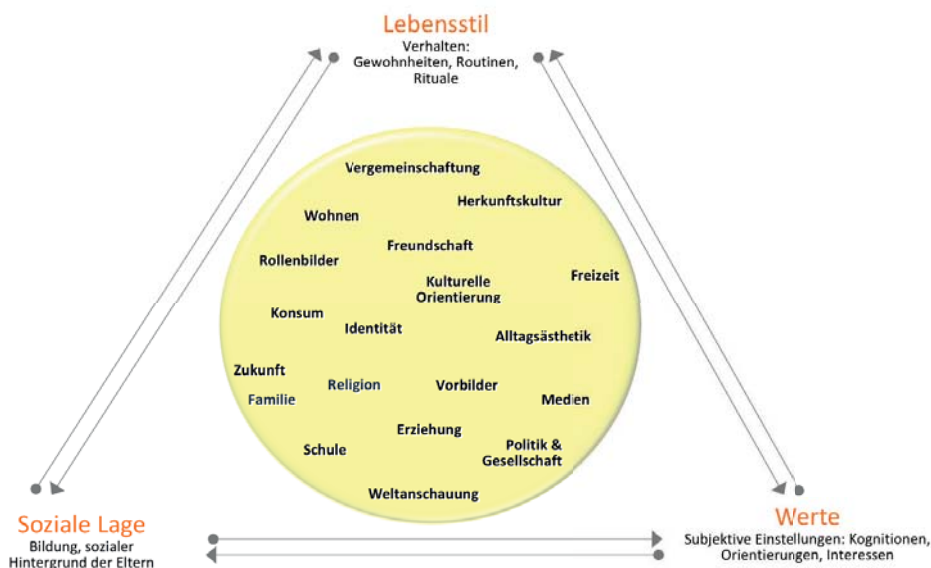 Lebensstil
Verhalten:
Gewohnheiten, Routinen,
Rituale
Vergemeinschaftung
Herkunftskultur
Wohnen
Freundschaft
Rollenbilder
Freizeit
Kulturelle
Orientierung
Konsum
Identität
Alltagsästhetik
Zukunft
Religion
Vorbilder
Familie
Medien
Erziehung
Schule
Politik &
Gesellschaft
Weltanschauung
Soziale Lage
Bildung, sozialer
Hintergrund der Eltern
Werte
Subjektive Einstellungen: Kognitionen,
Orientierungen, Interessen